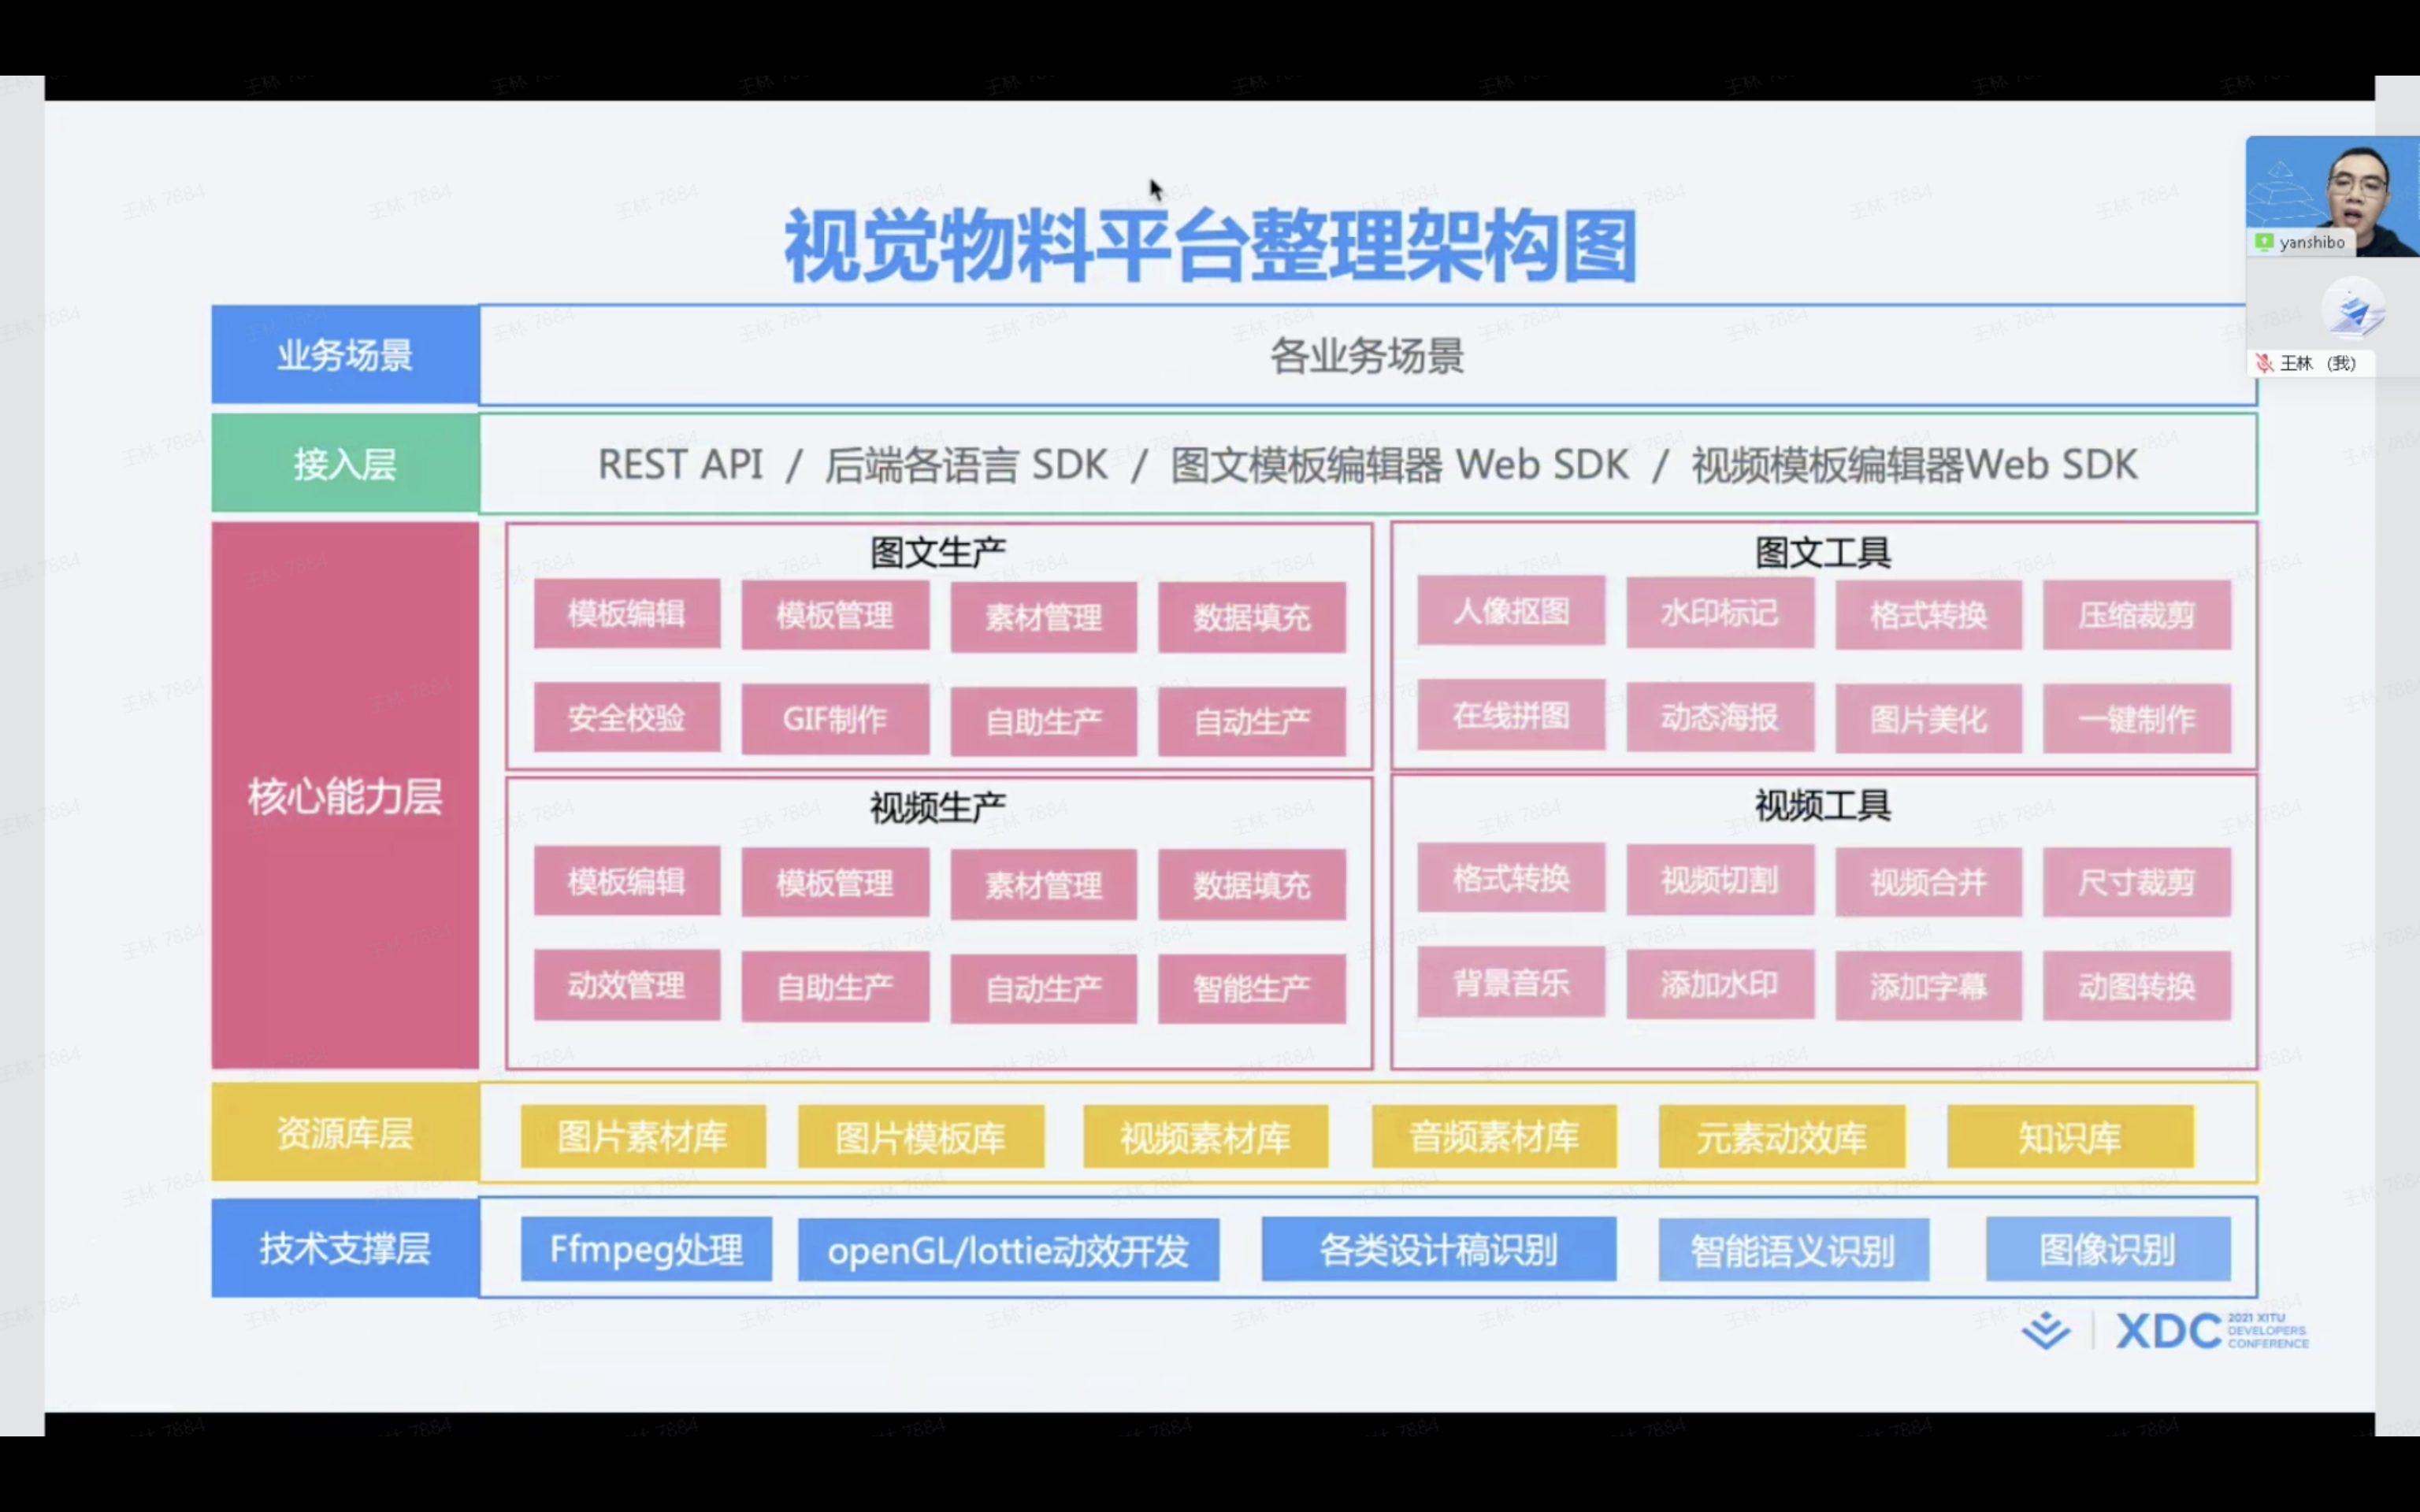 视觉物料平台整理架构图
yanshibo
王林 (我)
业务场景
各业务场景
接入层
REST API / 后端各语言 SDK / 图文模板编辑器 Web SDK / 视频模板编辑器Web SDK
核心能力层
图文生产
模板编辑 模板管理 素材管理 数据填充
安全校验 GIF制作 自助生产 自动生产
图文工具
人像抠图 水印标记 格式转换 压缩裁剪
在线拼图 动态海报 图片美化 一键制作
视频生产
模板编辑 模板管理 素材管理 数据填充
动效管理 自助生产 自动生产 智能生产
视频工具
格式转换 视频切割 视频合并 尺寸裁剪
背景音乐 添加水印 添加字幕 动图转换
资源库层
图片素材库 图片模板库 视频素材库 音频素材库 元素动效库 知识库
技术支撑层
Ffmpeg处理 openGL/lottie动效开发 各类设计稿识别 智能语义识别 图像识别
XDC
2021 XITU
DEVELOPERS
CONFERENCE
王林 7884